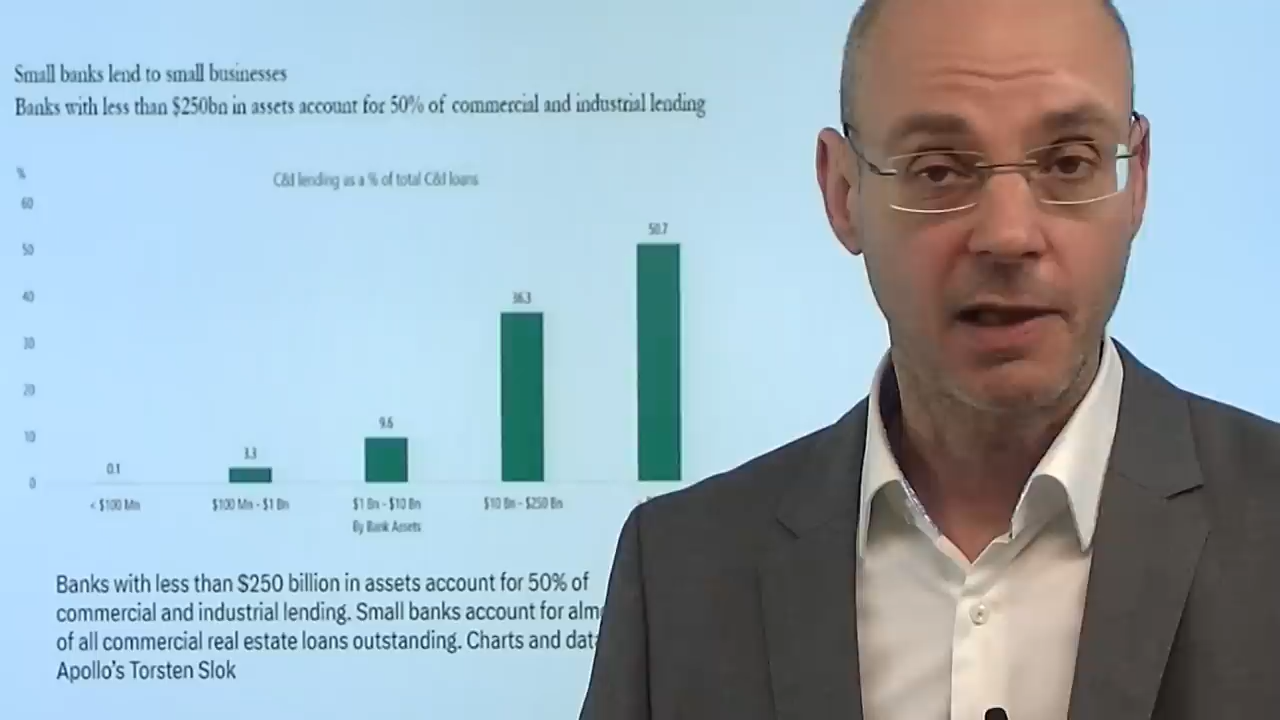 Small banks lend to small businesses
Banks with less than $250bn in assets account for 50% of commercial and industrial lending
%
C&I lending as a % of total C&I loans
60
50
40
30
20
10
0
0.1
3.3
9.6
36.3
50.7
< $100 Mn
$100 Mn - $1 Bn
$1 Bn - $10 Bn
$10 Bn - $250 Bn
By Bank Assets
Banks with less than $250 billion in assets account for 50% of
commercial and industrial lending. Small banks account for
of all commercial real estate loans outstanding. Charts and
Apollo's Torsten Slok